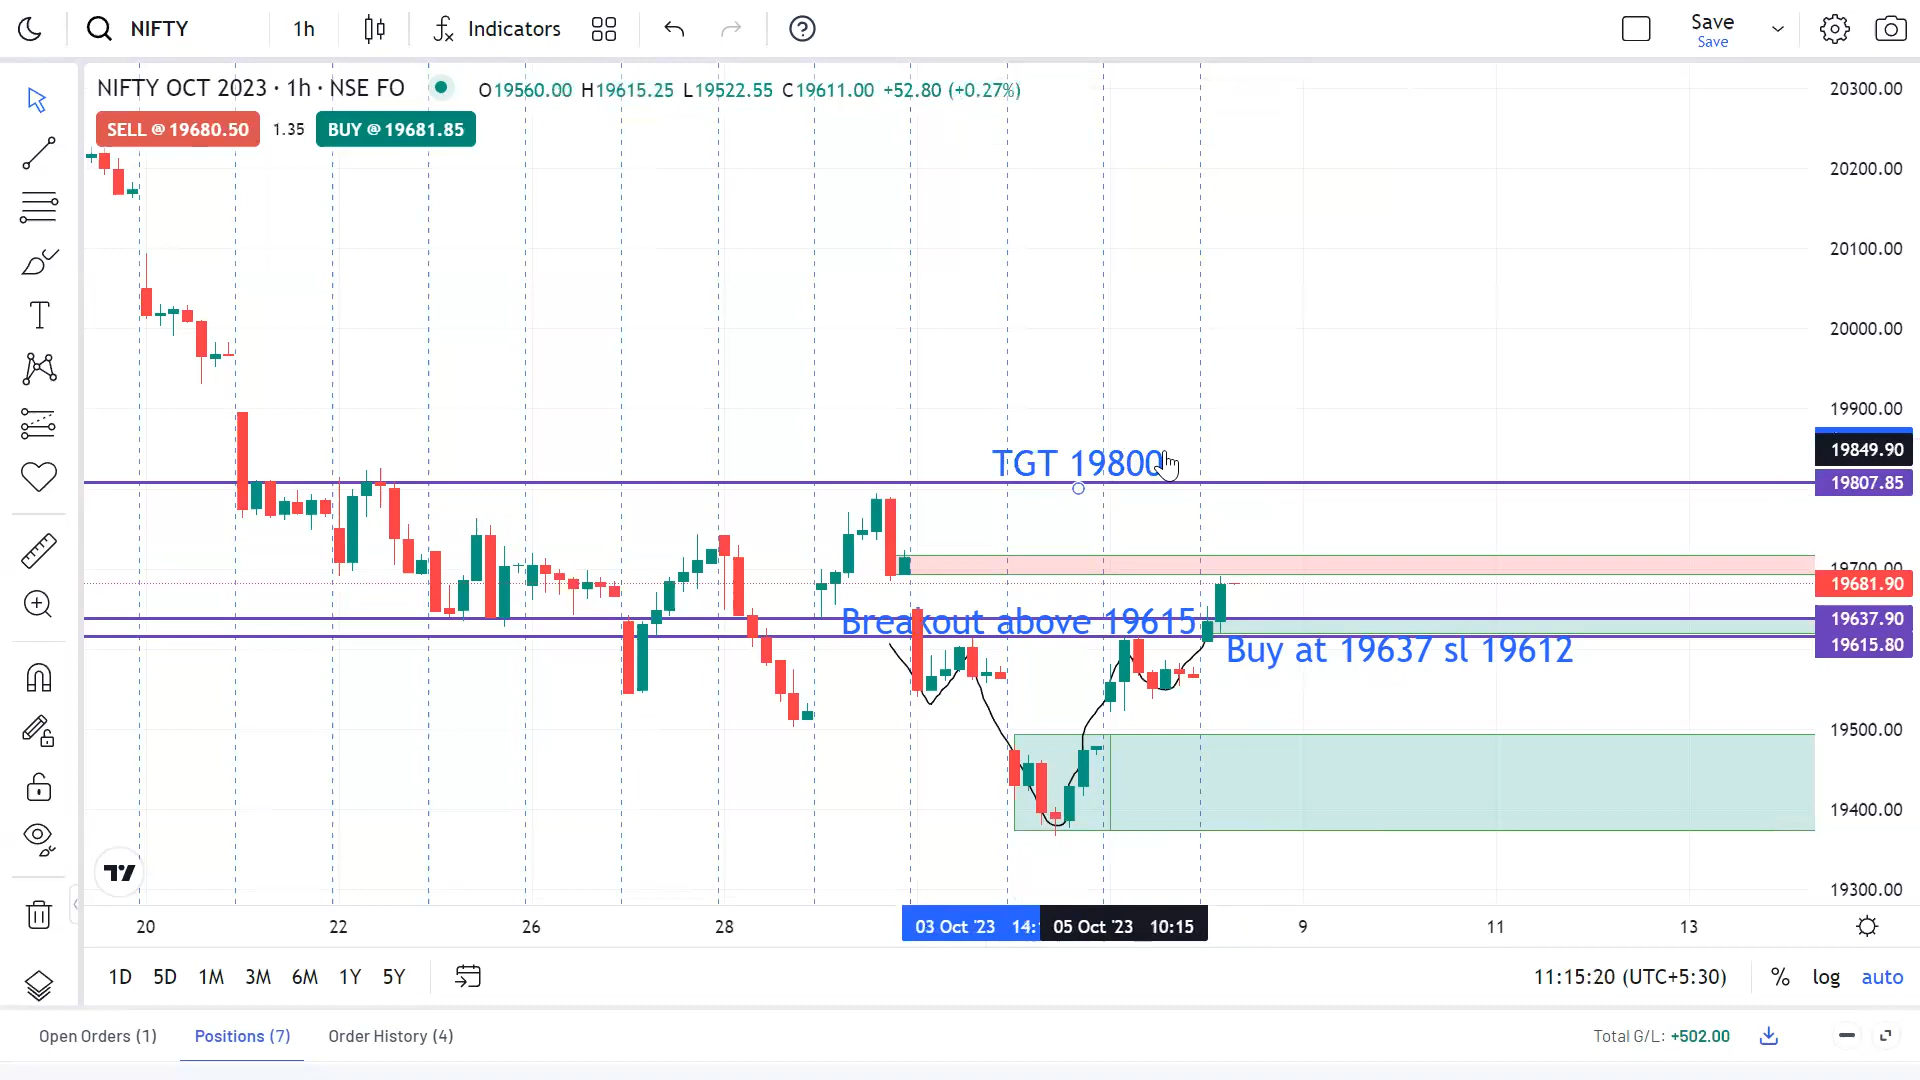 NIFTY
1h
Indicators
Save
Save
NIFTY OCT 2023 · 1h · NSE FO
O19560.00 H19615.25 L19522.55 C19611.00 +52.80 (+0.27%)
SELL @ 19680.50
1.35
BUY @ 19681.85
20300.00
20200.00
20100.00
20000.00
19900.00
19849.90
TGT 19800
19807.85
19700.00
19681.90
19637.90
Breakout above 19615
19615.80
Buy at 19637 sl 19612
19500.00
19400.00
19300.00
20
22
26
28
03 Oct '23 14:
05 Oct '23 10:15
9
11
13
1D
5D
1M
3M
6M
1Y
5Y
11:15:20 (UTC+5:30)
%
log
auto
Open Orders (1)
Positions (7)
Order History (4)
Total G/L: +502.00